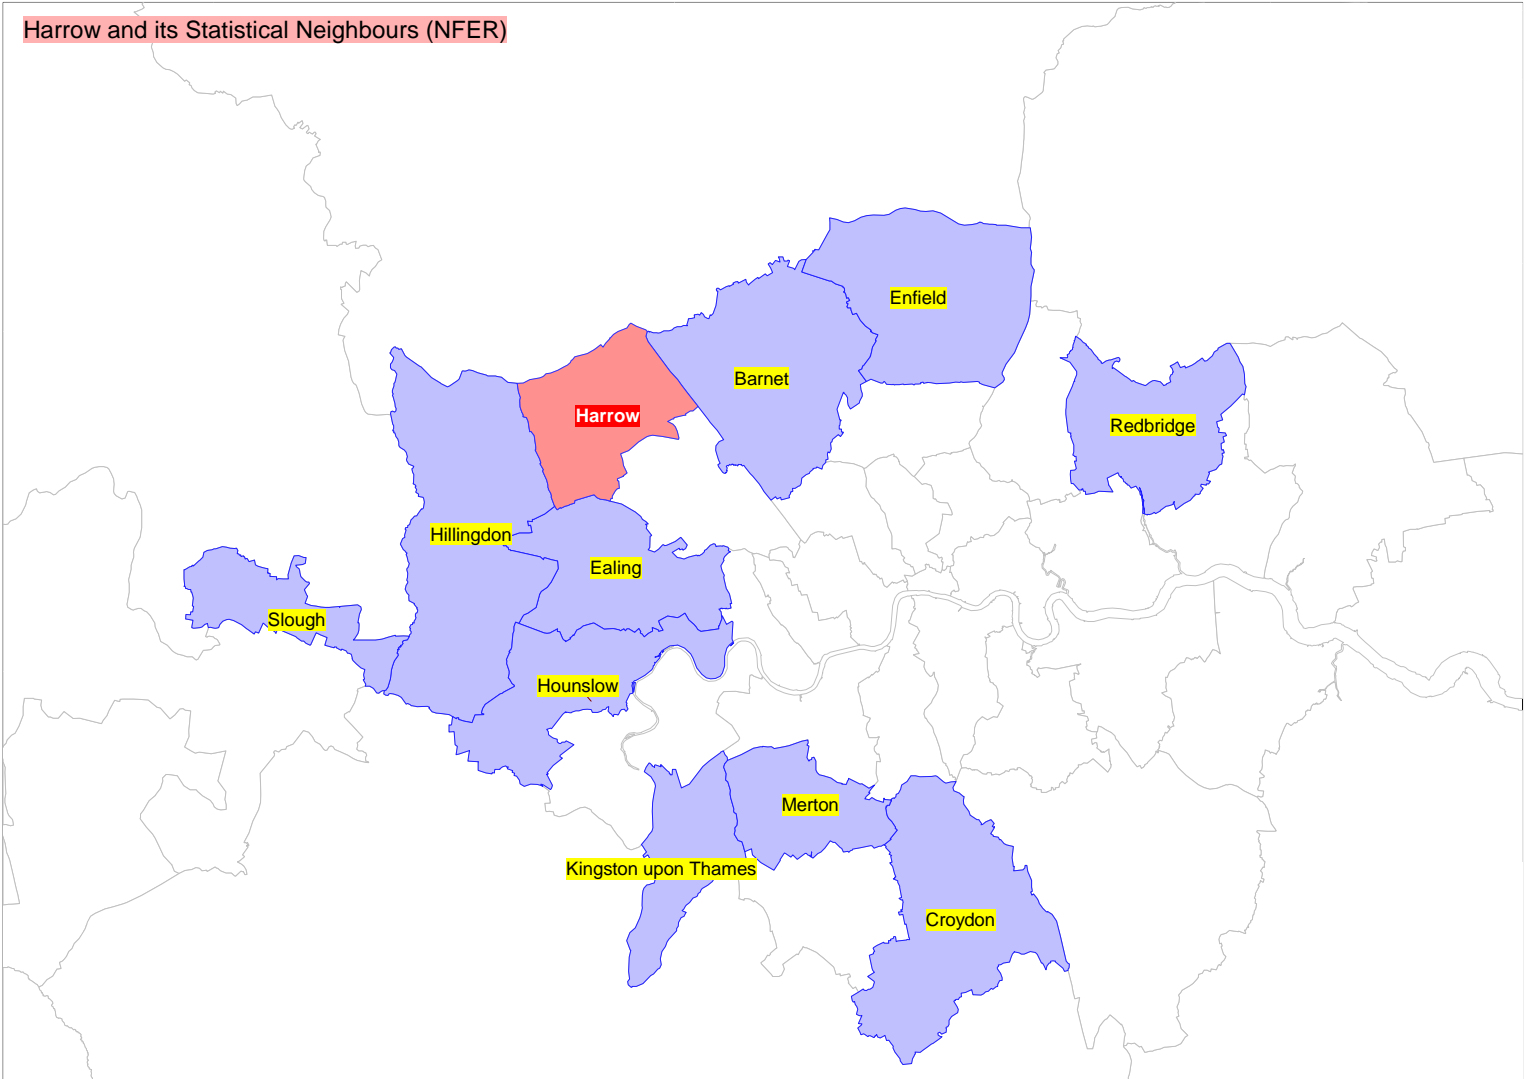 Harrow and its Statistical Neighbours (NFER)
Enfield
Barnet
Harrow
Redbridge
Hillingdon
Ealing
Slough
Hounslow
Merton
Kingston upon Thames
Croydon